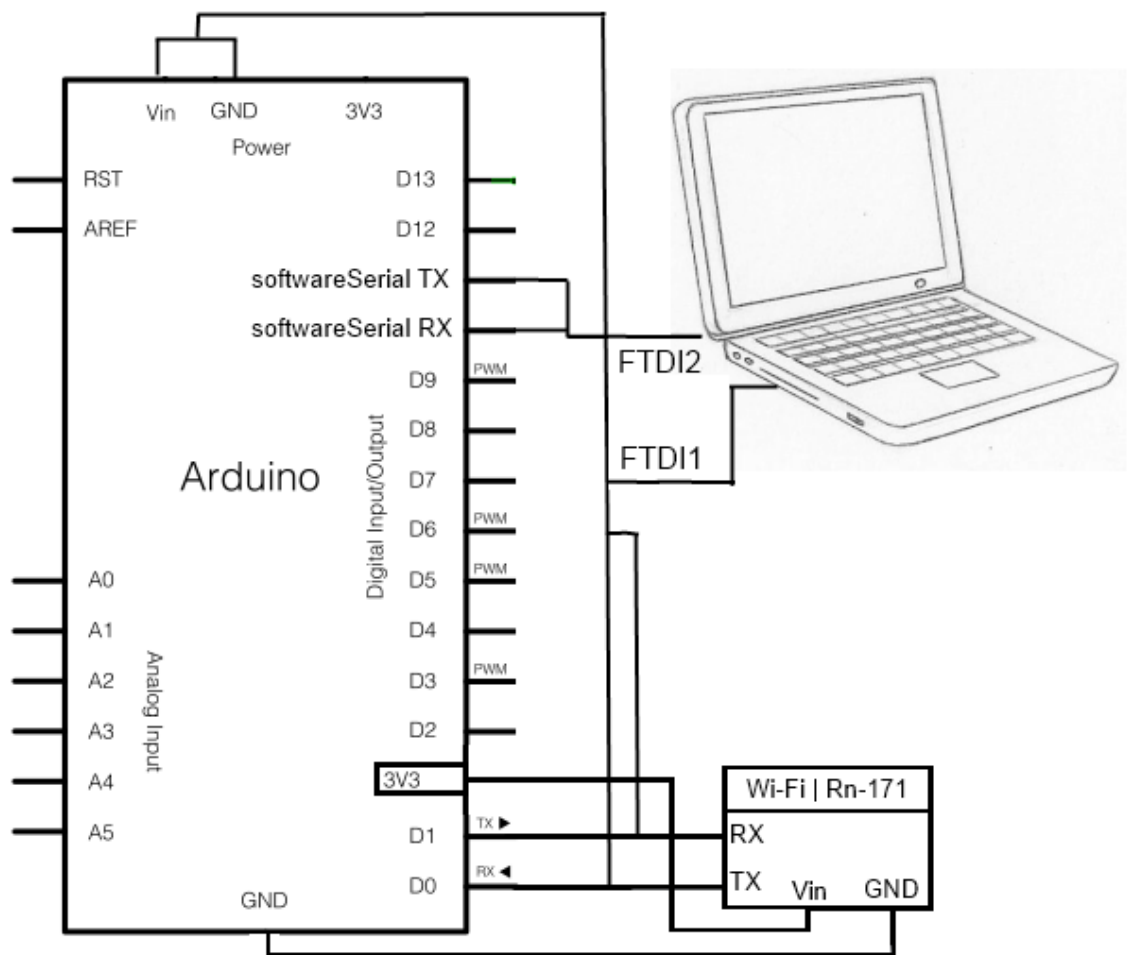 Vin GND 3V3
Power
RST D13
AREF D12
softwareSerial TX
softwareSerial RX
FTDI2
D9 PWM
D8
Arduino
Digital Input/Output
D7
FTDI1
D6 PWM
A0 D5 PWM
A1 D4
Analog Input
A2 D3 PWM
A3 D2
A4 3V3
Wi-Fi | Rn-171
A5 D1 TX ▶ RX
D0 RX ◀ TX
Vin GND
GND